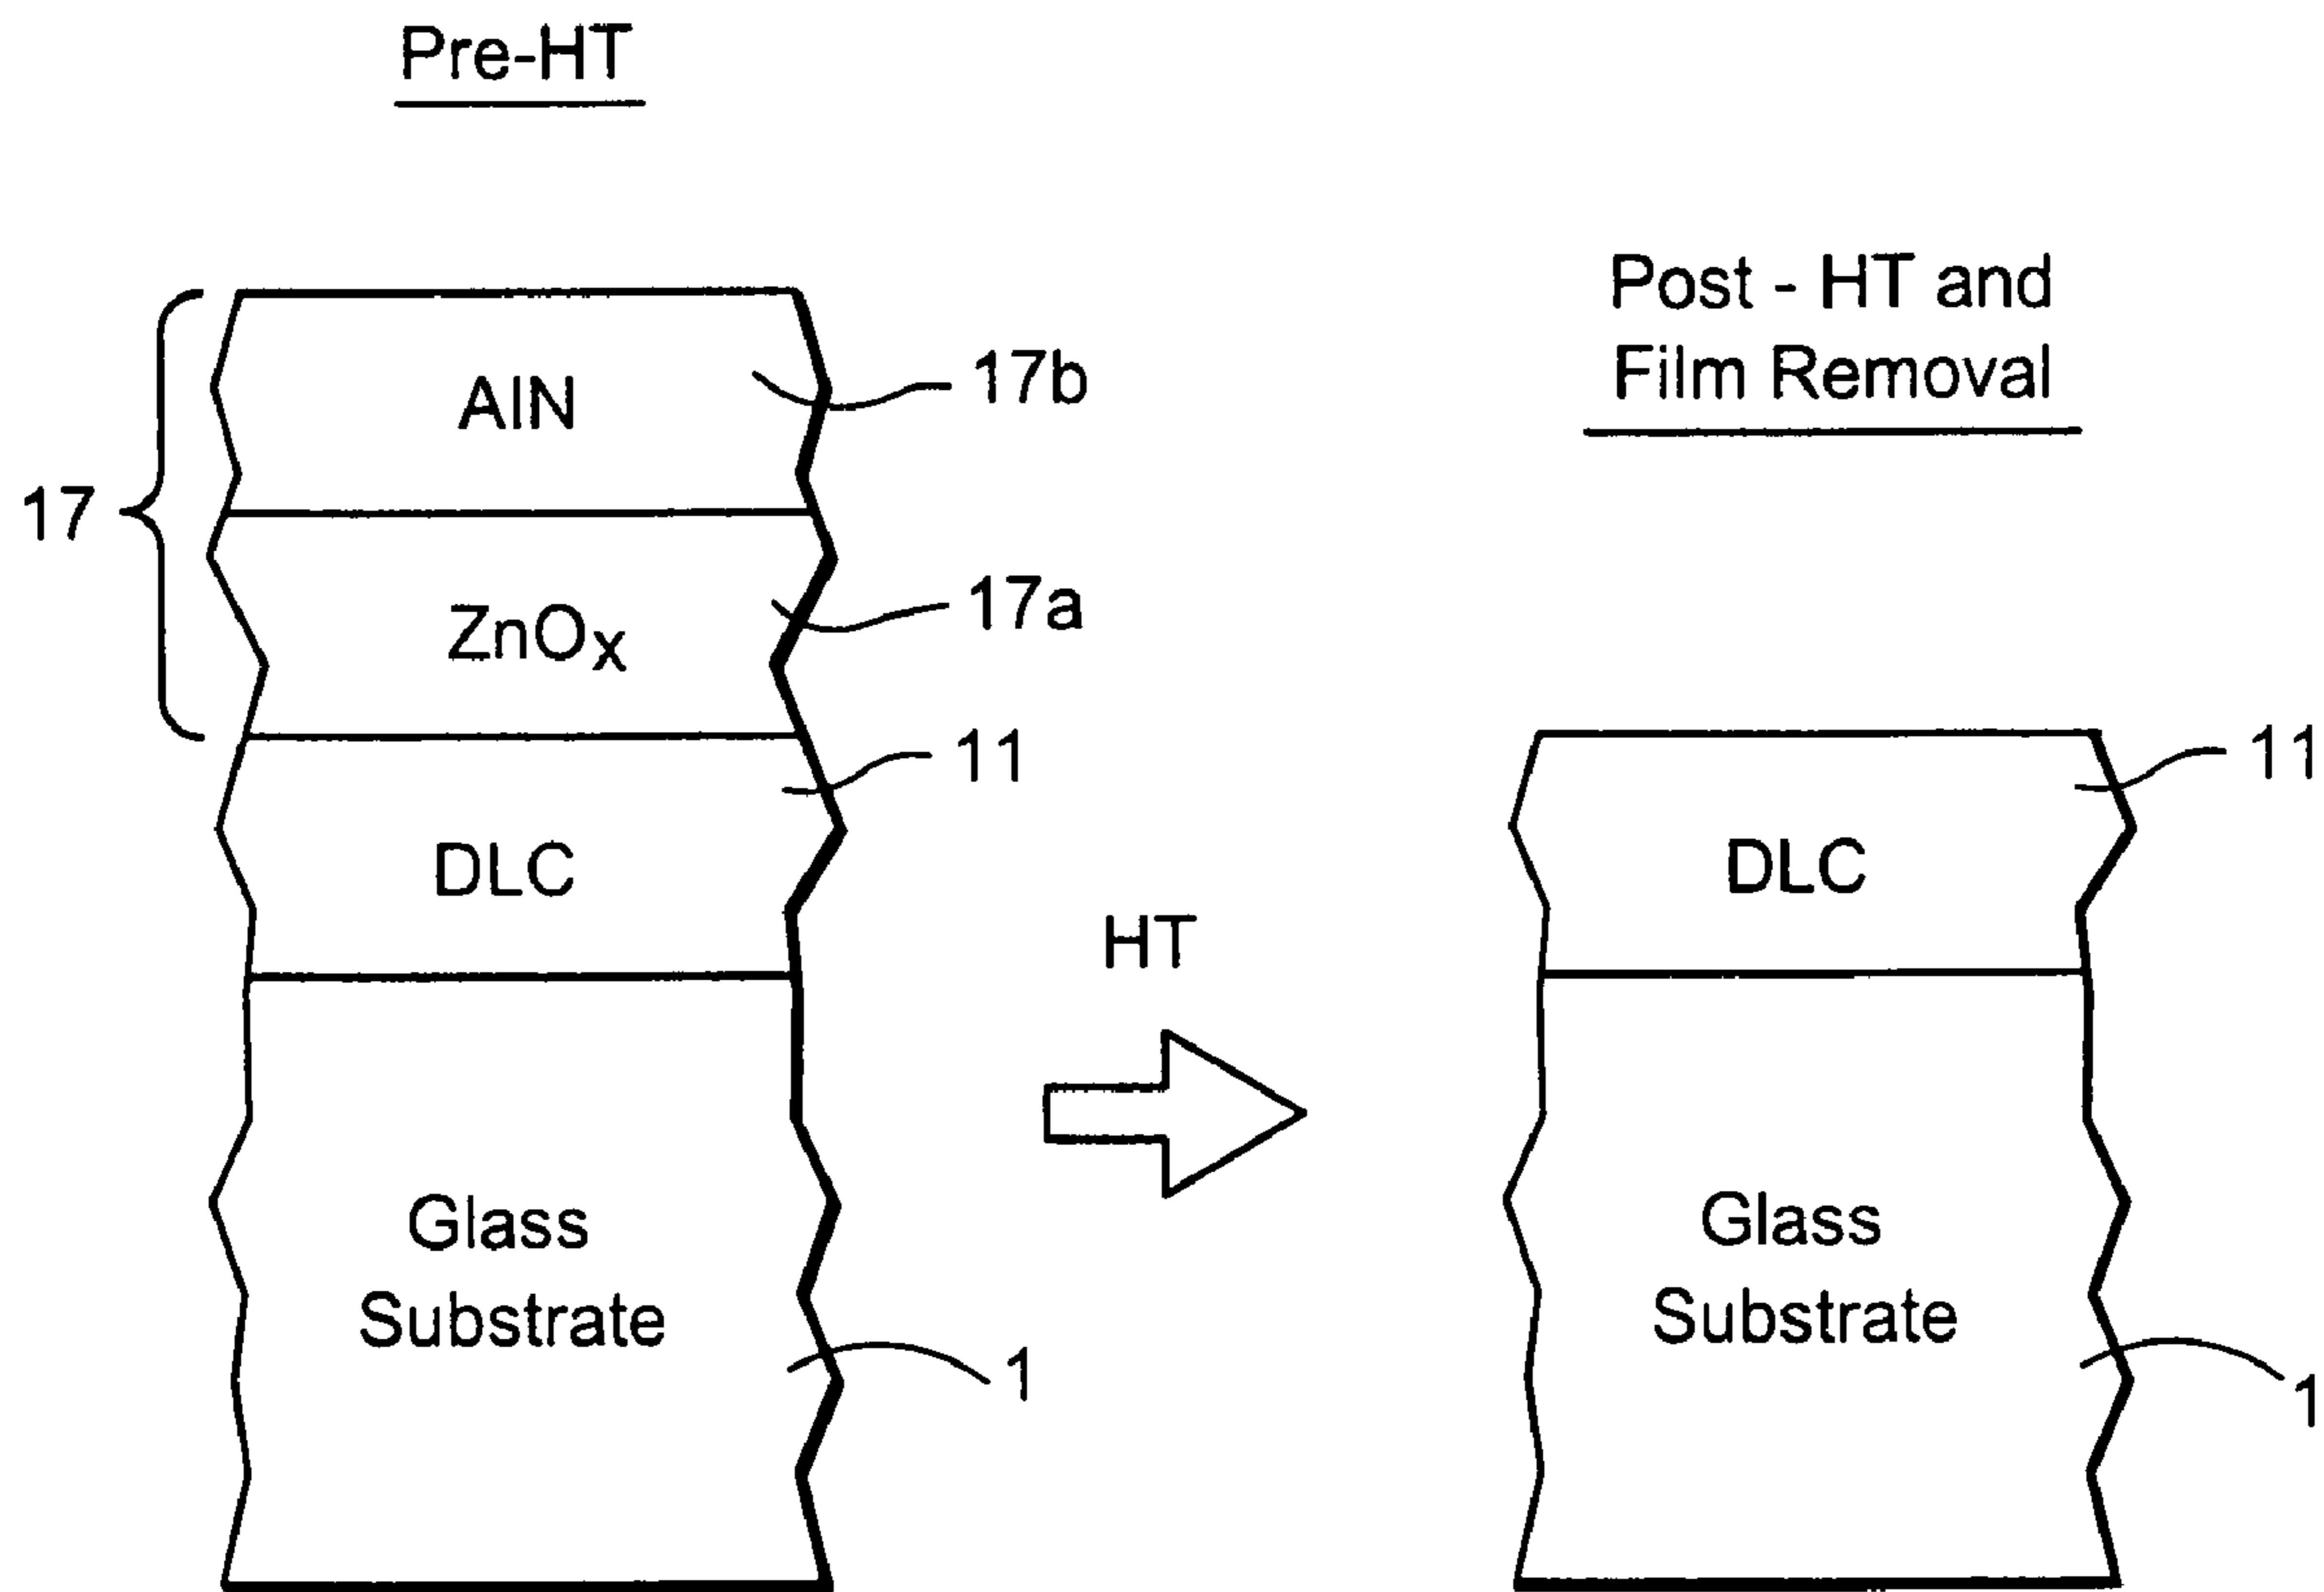 Pre-HT
AlN
17b
17
ZnOx
17a
DLC
11
Glass
Substrate
1
HT
Post - HT and
Film Removal
DLC
11
Glass
Substrate
1